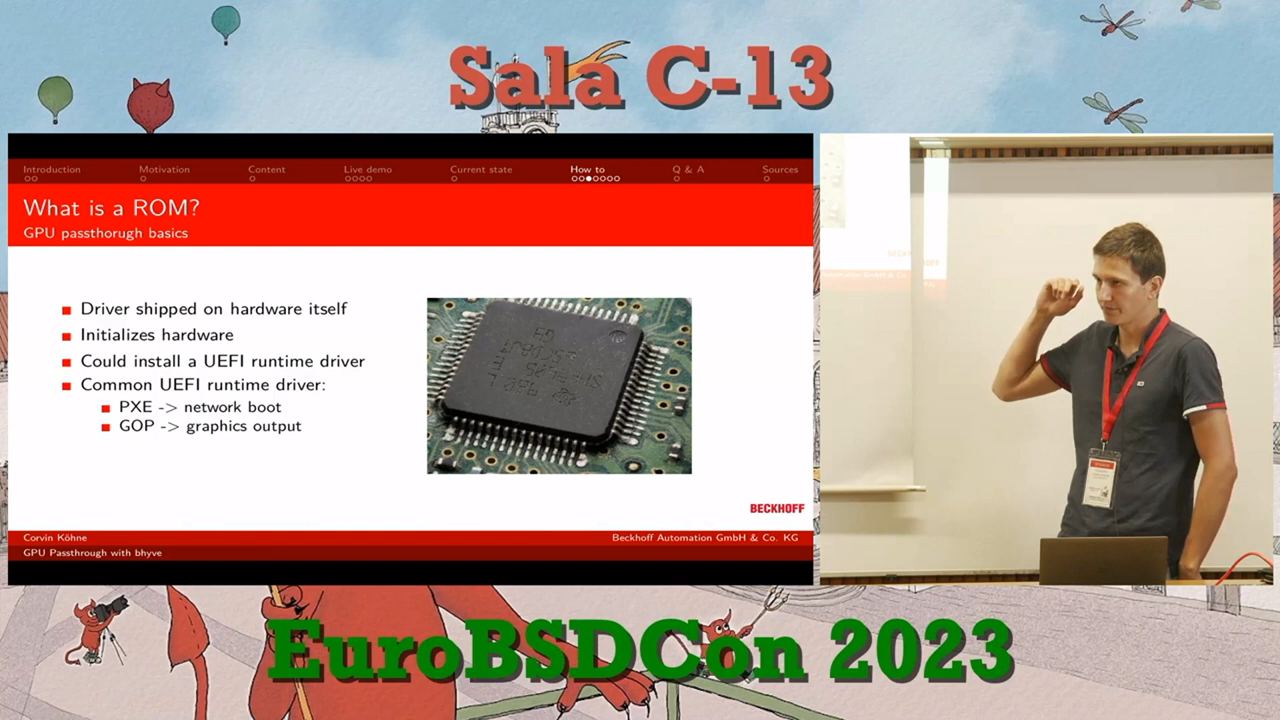 Sala C-13
Introduction Motivation Content Live demo Current state How to Q & A Sources
What is a ROM?
GPU passthorugh basics
Driver shipped on hardware itself
Initializes hardware
Could install a UEFI runtime driver
Common UEFI runtime driver:
PXE -> network boot
GOP -> graphics output
BECKHOFF
Corvin Köhne Beckhoff Automation GmbH & Co. KG
GPU Passthrough with bhyve
EuroBSDCon 2023